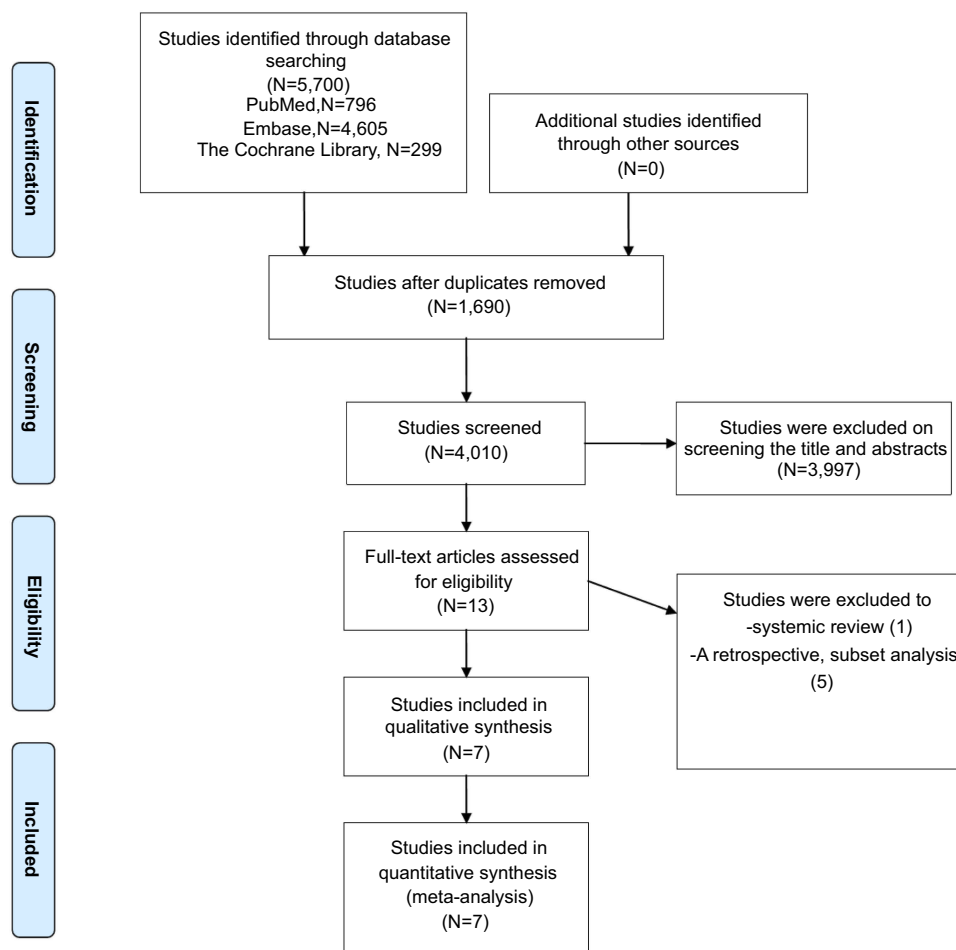 Identification
Studies identified through database
searching
(N=5,700)
PubMed,N=796
Embase,N=4,605
The Cochrane Library, N=299
Additional studies identified
through other sources
(N=0)
Studies after duplicates removed
(N=1,690)
Screening
Studies screened
(N=4,010)
Studies were excluded on
screening the title and abstracts
(N=3,997)
Eligibility
Full-text articles assessed
for eligibility
(N=13)
Studies were excluded to
-systemic review (1)
-A retrospective, subset analysis
(5)
Studies included in
qualitative synthesis
(N=7)
Included
Studies included in
quantitative synthesis
(meta-analysis)
(N=7)